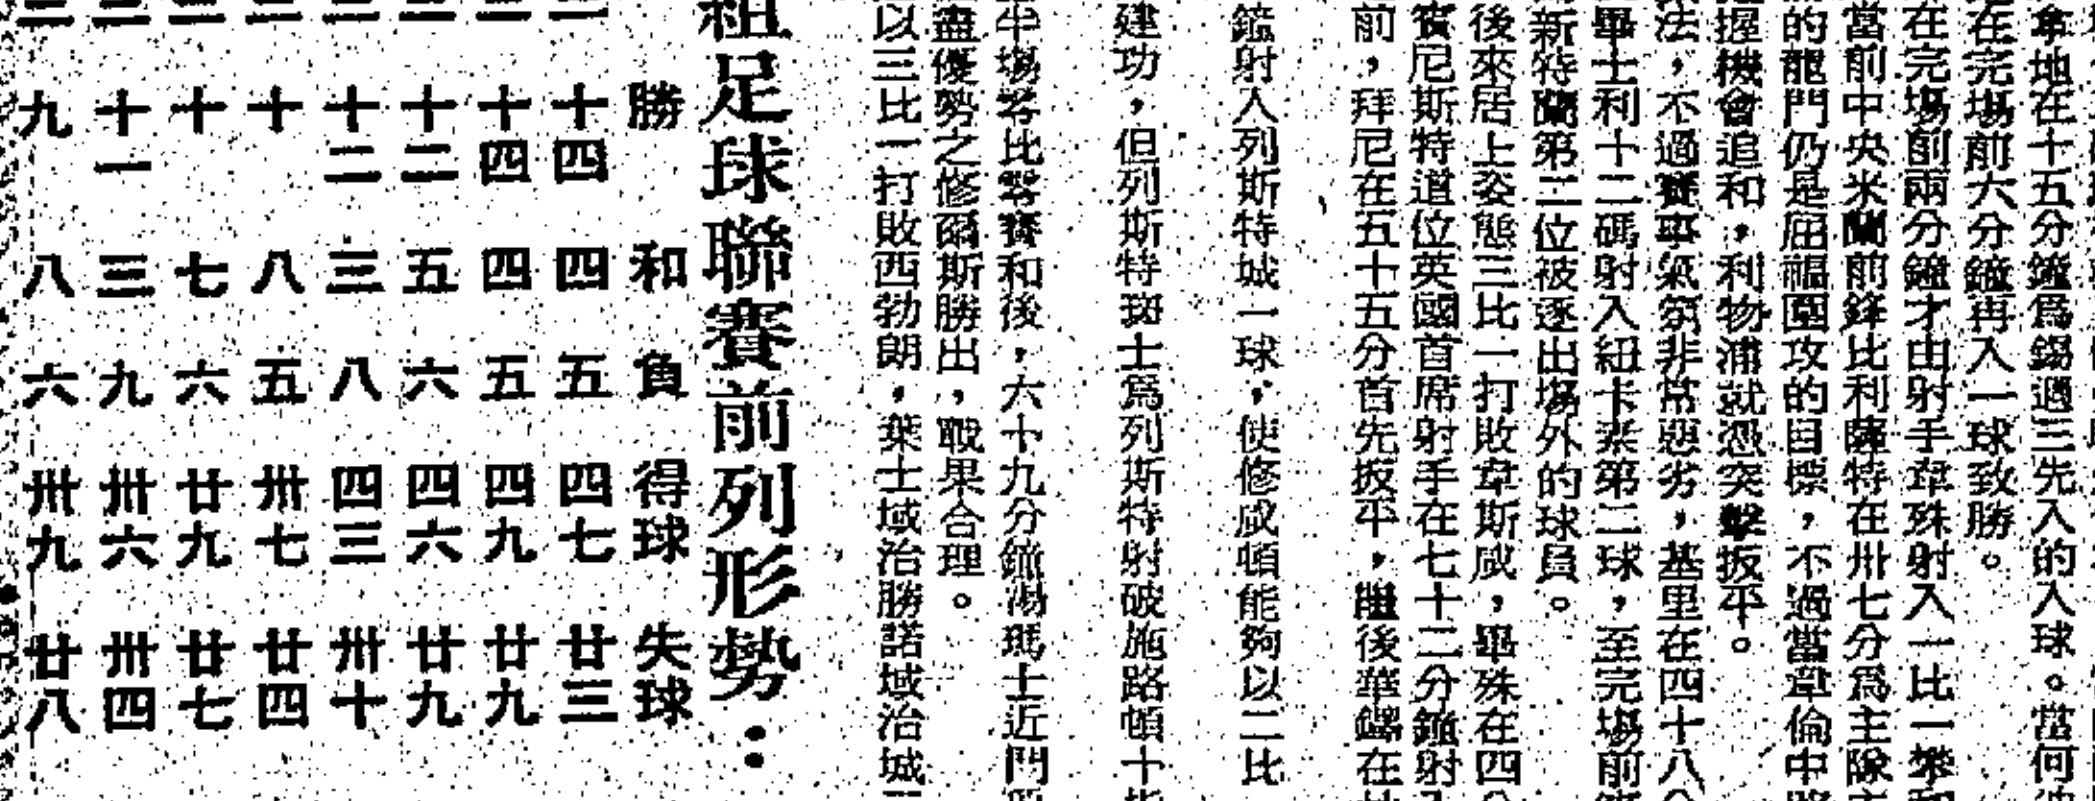 拿地在十五分鐘爲錫週三先入的入球。當何
在完場前六分鐘再入一球致勝。
在完場前兩分鐘才由射手韋殊射入一比一
當前中央米蘭前鋒比利薩特在卅七分爲主隊
的龍門仍是屈福圍攻的目標，不過當韋倫中
握機會追和，利物浦就憑突擊扳平。
法，不過賽事氣氛非常惡劣，基里在四十八
畢士利十二碼射入紐卡素第二球，至完場前
新特蘭第二位被逐出場外的球員。
後來居上姿態三比一打敗韋斯咸，畢殊在四
賓尼斯特道位英國首席射手在七十二分鐘射
前，拜尼在五十五分首先扳平，繼後華鑼在
鑑射入列斯特城一球，使修咸頓能夠以二比
建功，但列斯特班士爲列斯特射破施路頓十
半場零比零賽和後，六十九分鐘湯瑪士近門
盡優勢之修爾斯勝出，戰果合理。
以三比一打敗西勃朗，葉士域治勝諾域治城
組足球聯賽前列形勢：
勝 和 負 得球 失球
十四 四 五 四七 廿三
十四 四 五 四九 廿九
十二 五 六 四六 廿九
十二 三 八 四三 卅十
十 八 五 卅七 廿四
十 七 六 廿九 廿七
十一 三 九 卅六 卅四
九 八 六 卅九 廿八